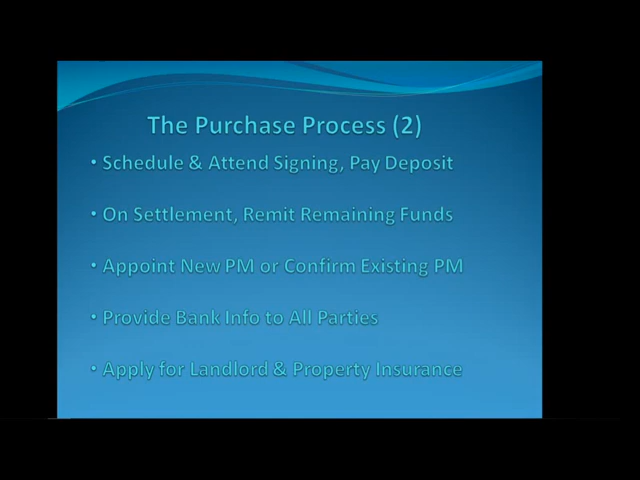 The Purchase Process (2)
• Schedule & Attend Signing, Pay Deposit
• On Settlement, Remit Remaining Funds
• Appoint New PM or Confirm Existing PM
• Provide Bank Info to All Parties
• Apply for Landlord & Property Insurance